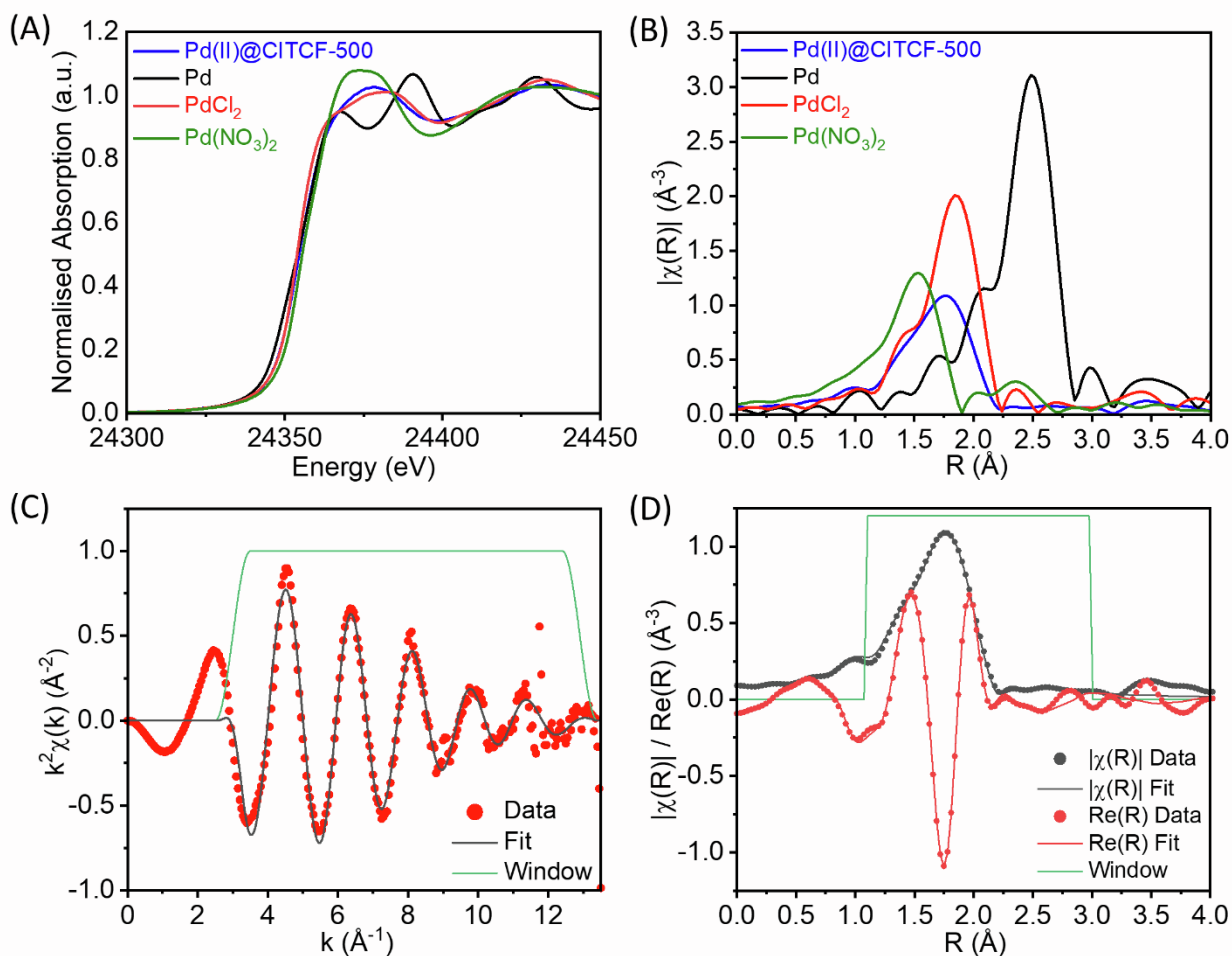 (A)
Pd(II)@CITCF-500
Pd
PdCl₂
Pd(NO₃)₂
Normalised Absorption (a.u.)
1.2
1.0
0.8
0.6
0.4
0.2
0.0
24300 24350 24400 24450
Energy (eV)
(B)
Pd(II)@CITCF-500
Pd
PdCl₂
Pd(NO₃)₂
|χ(R)| (Å⁻³)
3.5
3.0
2.5
2.0
1.5
1.0
0.5
0.0
0.0 0.5 1.0 1.5 2.0 2.5 3.0 3.5 4.0
R (Å)
(C)
k²χ(k) (Å⁻²)
1.0
0.5
0.0
-0.5
-1.0
Data
Fit
Window
0 2 4 6 8 10 12
k (Å⁻¹)
(D)
|χ(R)| / Re(R) (Å⁻³)
1.0
0.5
0.0
-0.5
-1.0
|χ(R)| Data
|χ(R)| Fit
Re(R) Data
Re(R) Fit
Window
0.0 0.5 1.0 1.5 2.0 2.5 3.0 3.5 4.0
R (Å)